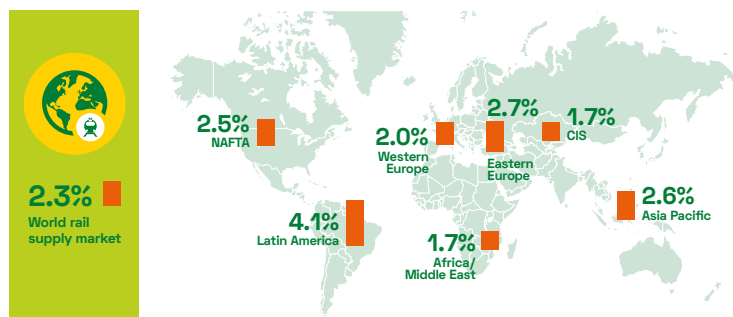 2.3%
World rail
supply market
2.5%
NAFTA
2.0%
Western
Europe
2.7%
Eastern
Europe
1.7%
CIS
4.1%
Latin America
1.7%
Africa/
Middle East
2.6%
Asia Pacific